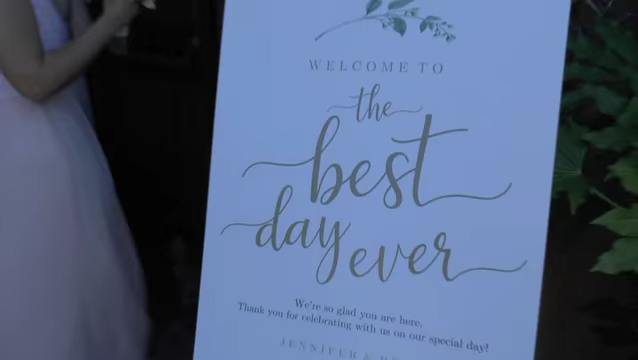 WELCOME TO
the
best
day ever
We're so glad you are here.
Thank you for celebrating with us on our special day!
JENNIFER &